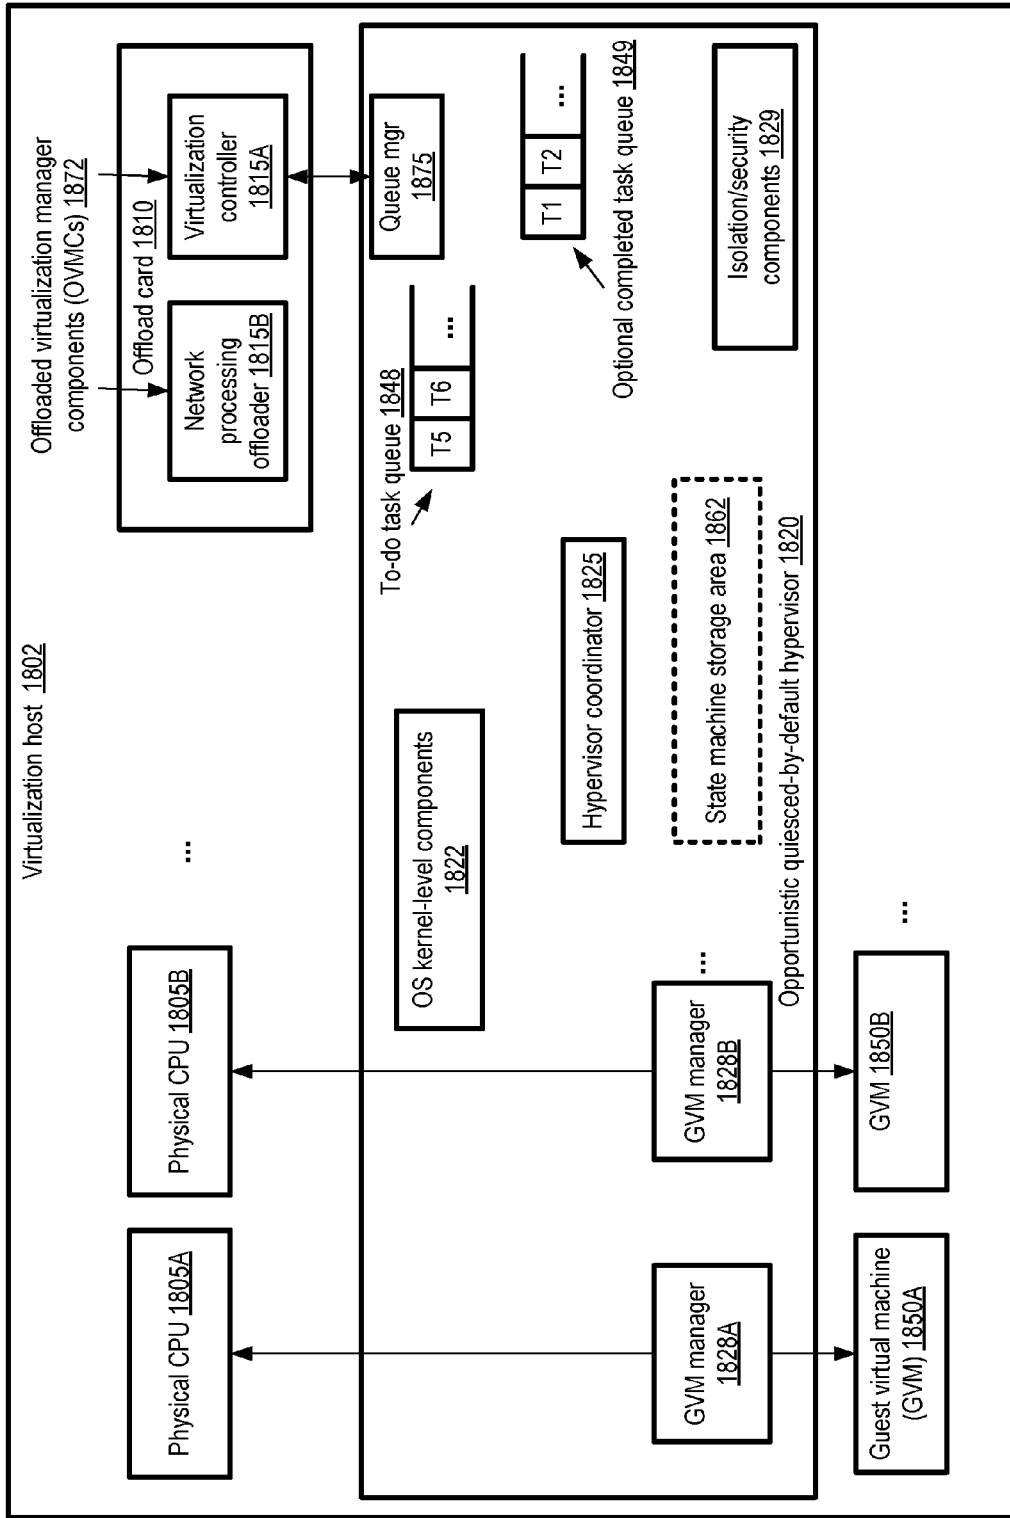 Virtualization host 1802
Offloaded virtualization manager
components (OVMCs) 1872
Physical CPU 1805A
Physical CPU 1805B
...
Offload card 1810
Network
processing
offloader 1815B
Virtualization
controller
1815A
OS kernel-level components
1822
To-do task queue 1848
T5
T6
...
Queue mgr
1875
Hypervisor coordinator 1825
T1
T2
...
Optional completed task queue 1849
GVM manager
1828A
GVM manager
1828B
...
State machine storage area 1862
Isolation/security
components 1829
Opportunistic quiesced-by-default hypervisor 1820
Guest virtual machine
(GVM) 1850A
GVM 1850B
...